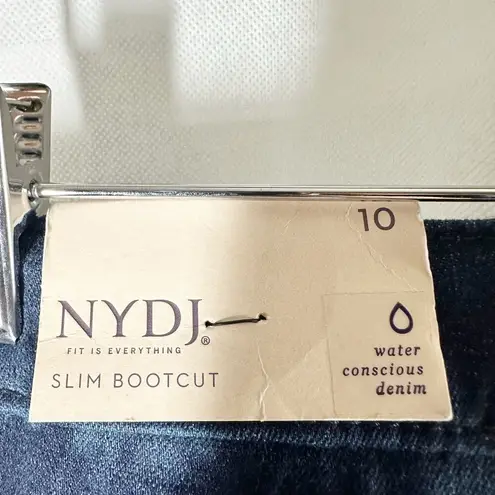 10
NYDJ®
FIT IS EVERYTHING
SLIM BOOTCUT
water
conscious
denim